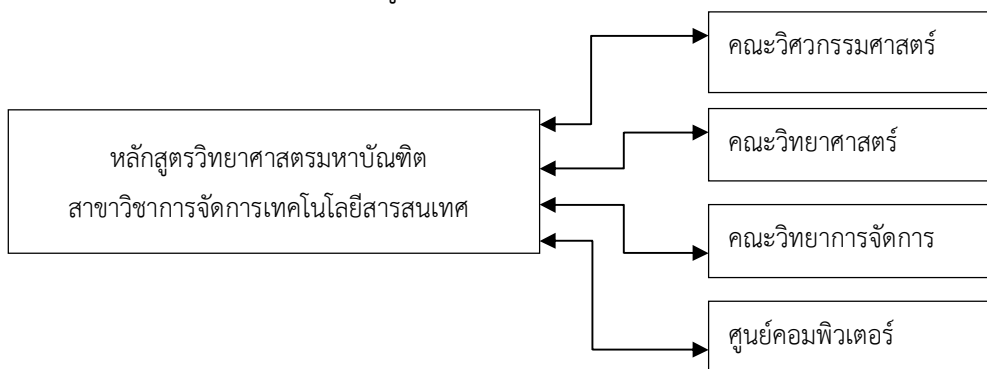 หลักสูตรวิทยาศาสตรมหาบัณฑิต
สาขาวิชาการจัดการเทคโนโลยีสารสนเทศ
คณะวิศวกรรมศาสตร์
คณะวิทยาศาสตร์
คณะวิทยาการจัดการ
ศูนย์คอมพิวเตอร์